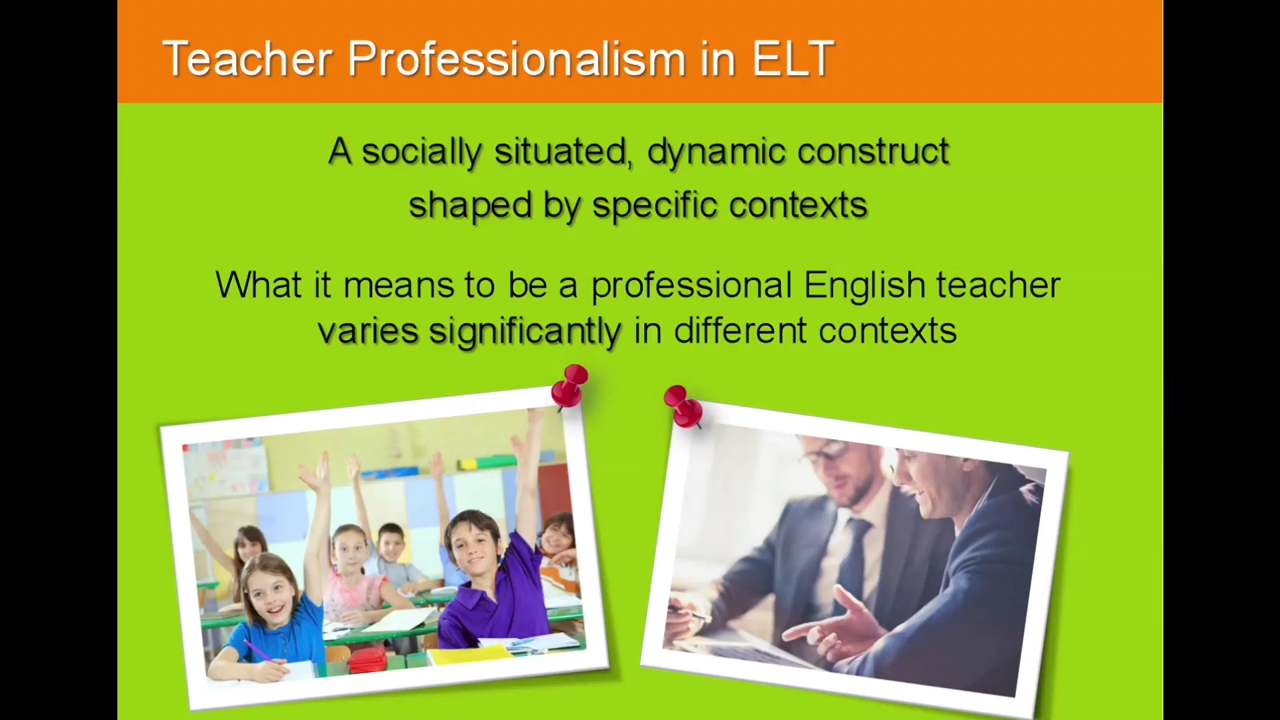 Teacher Professionalism in ELT
A socially situated, dynamic construct
shaped by specific contexts
What it means to be a professional English teacher
varies significantly in different contexts